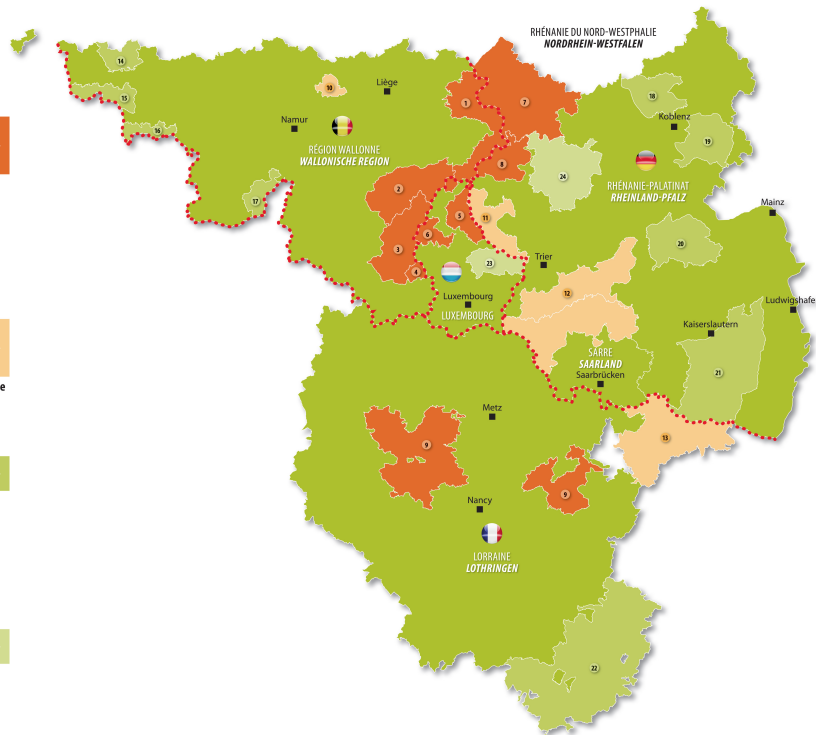 RHÉNANIE DU NORD-WESTPHALIE
NORDRHEIN-WESTFALEN
14
15
16
17
10
Liège
Namur
RÉGION WALLONNE
WALLONISCHE REGION
1
7
8
2
3
4
5
6
11
18
Koblenz
19
24
RHÉNANIE-PALATINAT
RHEINLAND-PFALZ
Mainz
20
23
Trier
Luxembourg
LUXEMBOURG
12
Ludwigshafe
Kaiserslautern
SARRE
SAARLAND
Saarbrücken
21
e
Metz
13
9
9
Nancy
LORRAINE
LOTHRINGEN
22